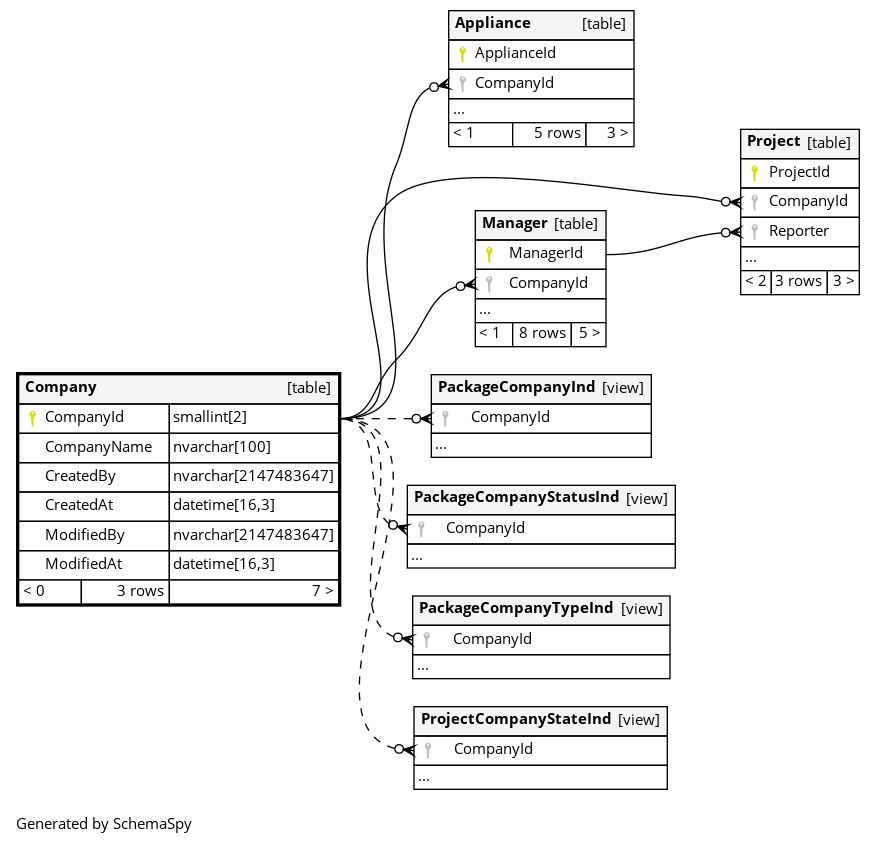 Appliance [table]
ApplianceId
CompanyId
...
< 1 5 rows 3 >
Project [table]
ProjectId
CompanyId
Reporter
...
< 2 3 rows 3 >
Manager [table]
ManagerId
CompanyId
...
< 1 8 rows 5 >
Company [table]
CompanyId smallint[2]
CompanyName nvarchar[100]
CreatedBy nvarchar[2147483647]
CreatedAt datetime[16,3]
ModifiedBy nvarchar[2147483647]
ModifiedAt datetime[16,3]
< 0 3 rows 7 >
PackageCompanyInd [view]
CompanyId
...
PackageCompanyStatusInd [view]
CompanyId
...
PackageCompanyTypeInd [view]
CompanyId
...
ProjectCompanyStateInd [view]
CompanyId
...
Generated by SchemaSpy